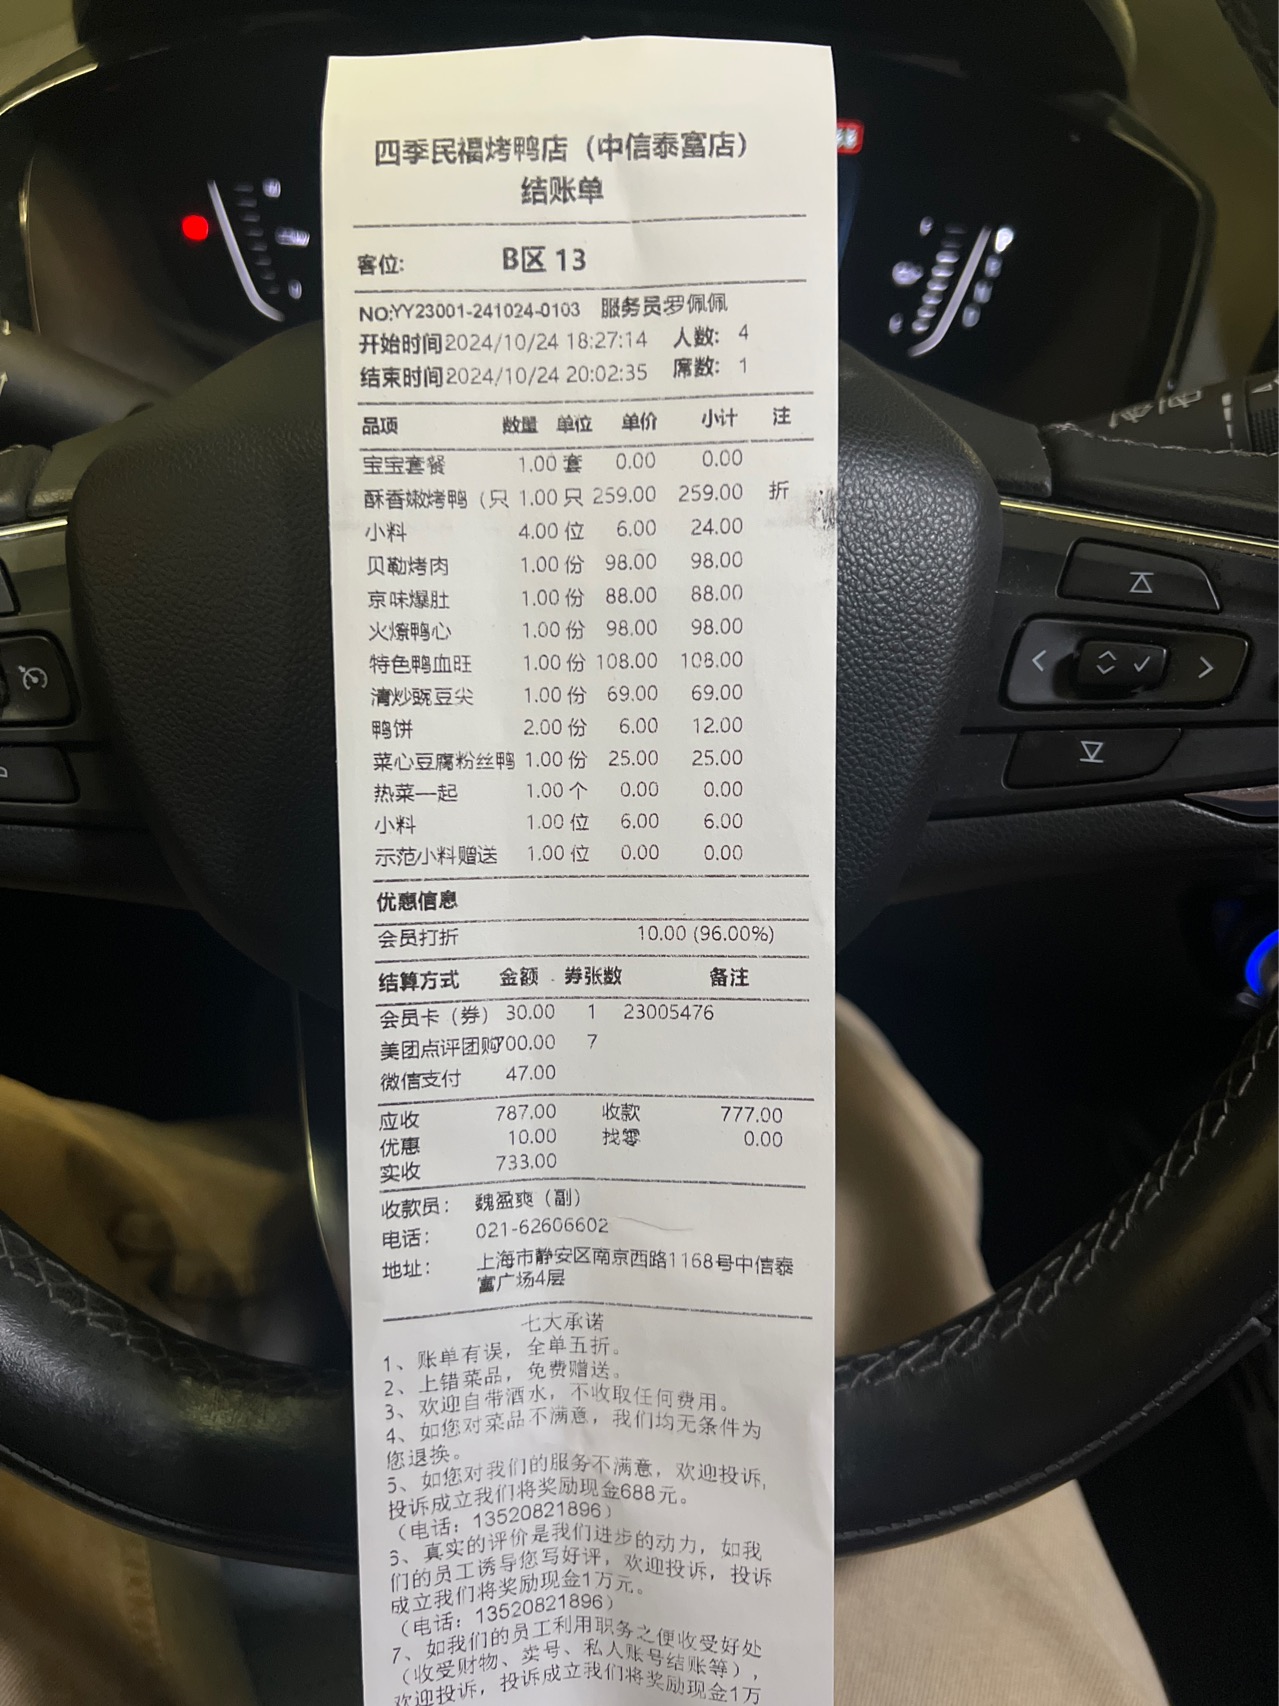 四季民福烤鸭店（中信泰富店）
结账单
客位: B区 13
NO:YY23001-241024-0103 服务员:罗佩佩
开始时间2024/10/24 18:27:14 人数: 4
结束时间2024/10/24 20:02:35 席数: 1
品项 数量 单位 单价 小计 注
宝宝套餐 1.00 套 0.00 0.00
酥香嫩烤鸭（只 1.00 只 259.00 259.00 折
小料 4.00 位 6.00 24.00
贝勒烤肉 1.00 份 98.00 98.00
京味爆肚 1.00 份 88.00 88.00
火燎鸭心 1.00 份 98.00 98.00
特色鸭血旺 1.00 份 108.00 108.00
清炒豌豆尖 1.00 份 69.00 69.00
鸭饼 2.00 份 6.00 12.00
菜心豆腐粉丝鸭 1.00 份 25.00 25.00
热菜一起 1.00 个 0.00 0.00
小料 1.00 位 6.00 6.00
示范小料赠送 1.00 位 0.00 0.00
优惠信息
会员打折 10.00 (96.00%)
结算方式 金额 券张数 备注
会员卡（券） 30.00 1 23005476
美团点评团购700.00 7
微信支付 47.00
应收 787.00 收款 777.00
优惠 10.00 找零 0.00
实收 733.00
收款员: 魏盈爽（副）
电话: 021-62606602
地址: 上海市静安区南京西路1168号中信泰
富广场4层
七大承诺
1、账单有误，全单五折。
2、上错菜品，免费赠送。
3、欢迎自带酒水，不收取任何费用。
4、如您对菜品不满意，我们均无条件为
您退换。
5、如您对我们的服务不满意，欢迎投诉,
投诉成立我们将奖励现金688元。
（电话：13520821896）
6、真实的评价是我们进步的动力，如我
们的员工诱导您写好评，欢迎投诉，投诉
成立我们将奖励现金1万元。
（电话：13520821896）
7、如我们的员工利用职务之便收受好处
（收受财物、卖号、私人账号结账等），
欢迎投诉，投诉成立我们将奖励现金1万